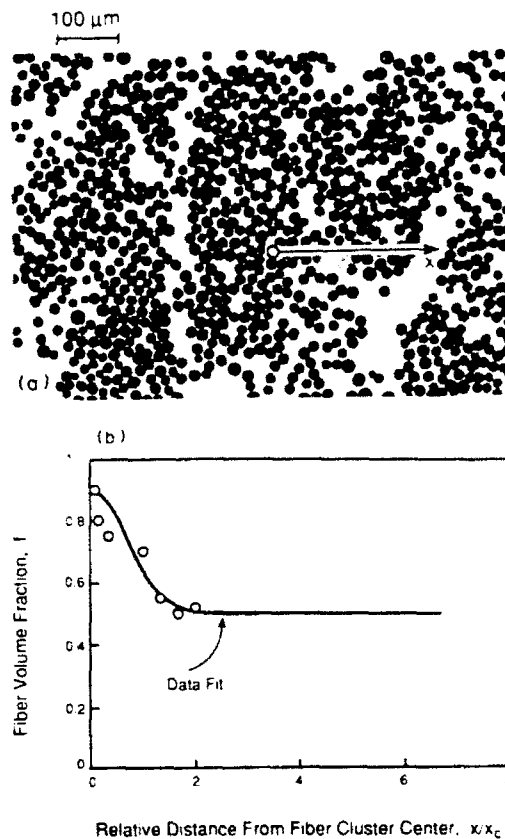 100 μm
x
(a)
(b)
Fiber Volume Fraction, f
0.8
0.6
0.4
0.2
0
0 2 4 6
Data Fit
Relative Distance From Fiber Cluster Center, x/x_c